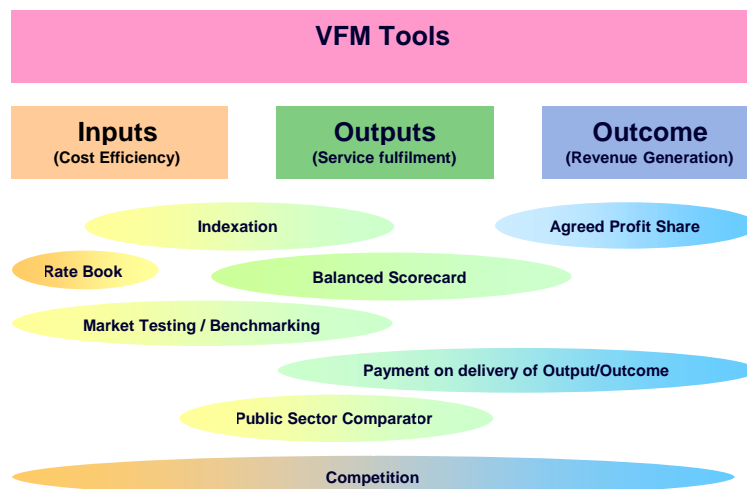 VFM Tools
Inputs
(Cost Efficiency)
Outputs
(Service fulfilment)
Outcome
(Revenue Generation)
Indexation
Agreed Profit Share
Rate Book
Balanced Scorecard
Market Testing / Benchmarking
Payment on delivery of Output/Outcome
Public Sector Comparator
Competition